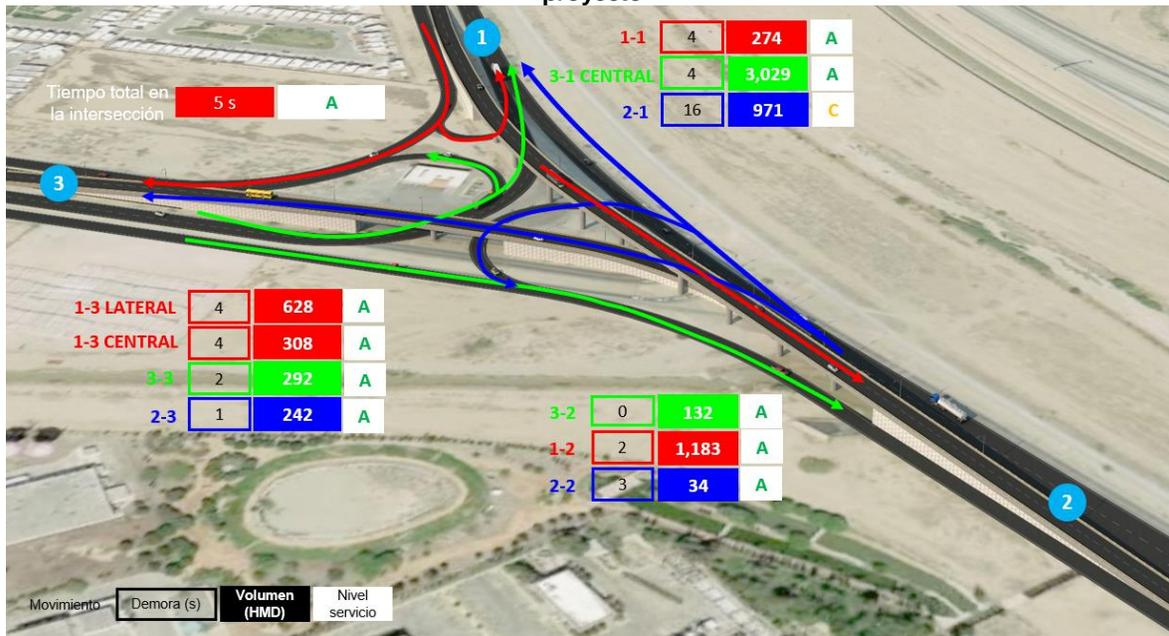 proyecto
1
1-1 4 274 A
3-1 CENTRAL 4 3,029 A
2-1 16 971 C
Tiempo total en
la intersección
5 s A
3
1-3 LATERAL 4 628 A
1-3 CENTRAL 4 308 A
3-3 2 292 A
2-3 1 242 A
3-2 0 132 A
1-2 2 1,183 A
2-2 3 34 A
2
Movimiento
Demora (s)
Volumen
(HMD)
Nivel
servicio